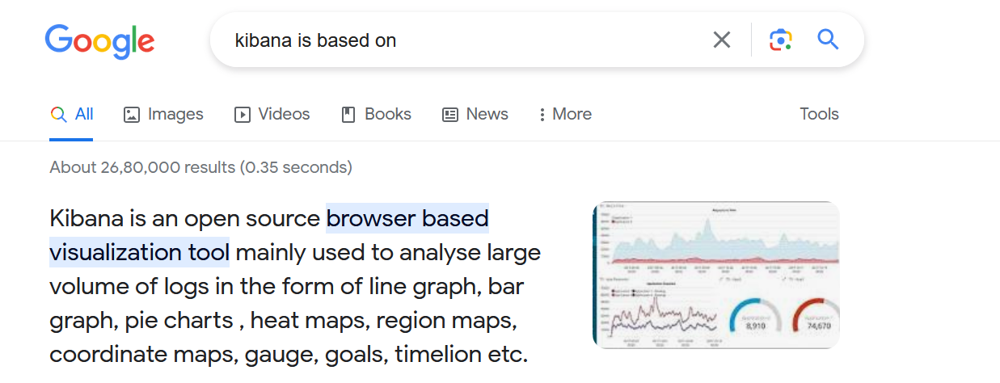 Google
kibana is based on
All Images Videos Books News More Tools
About 26,80,000 results (0.35 seconds)
Kibana is an open source browser based
visualization tool mainly used to analyse large
volume of logs in the form of line graph, bar
graph, pie charts , heat maps, region maps,
coordinate maps, gauge, goals, timelion etc.
8,910
74,670